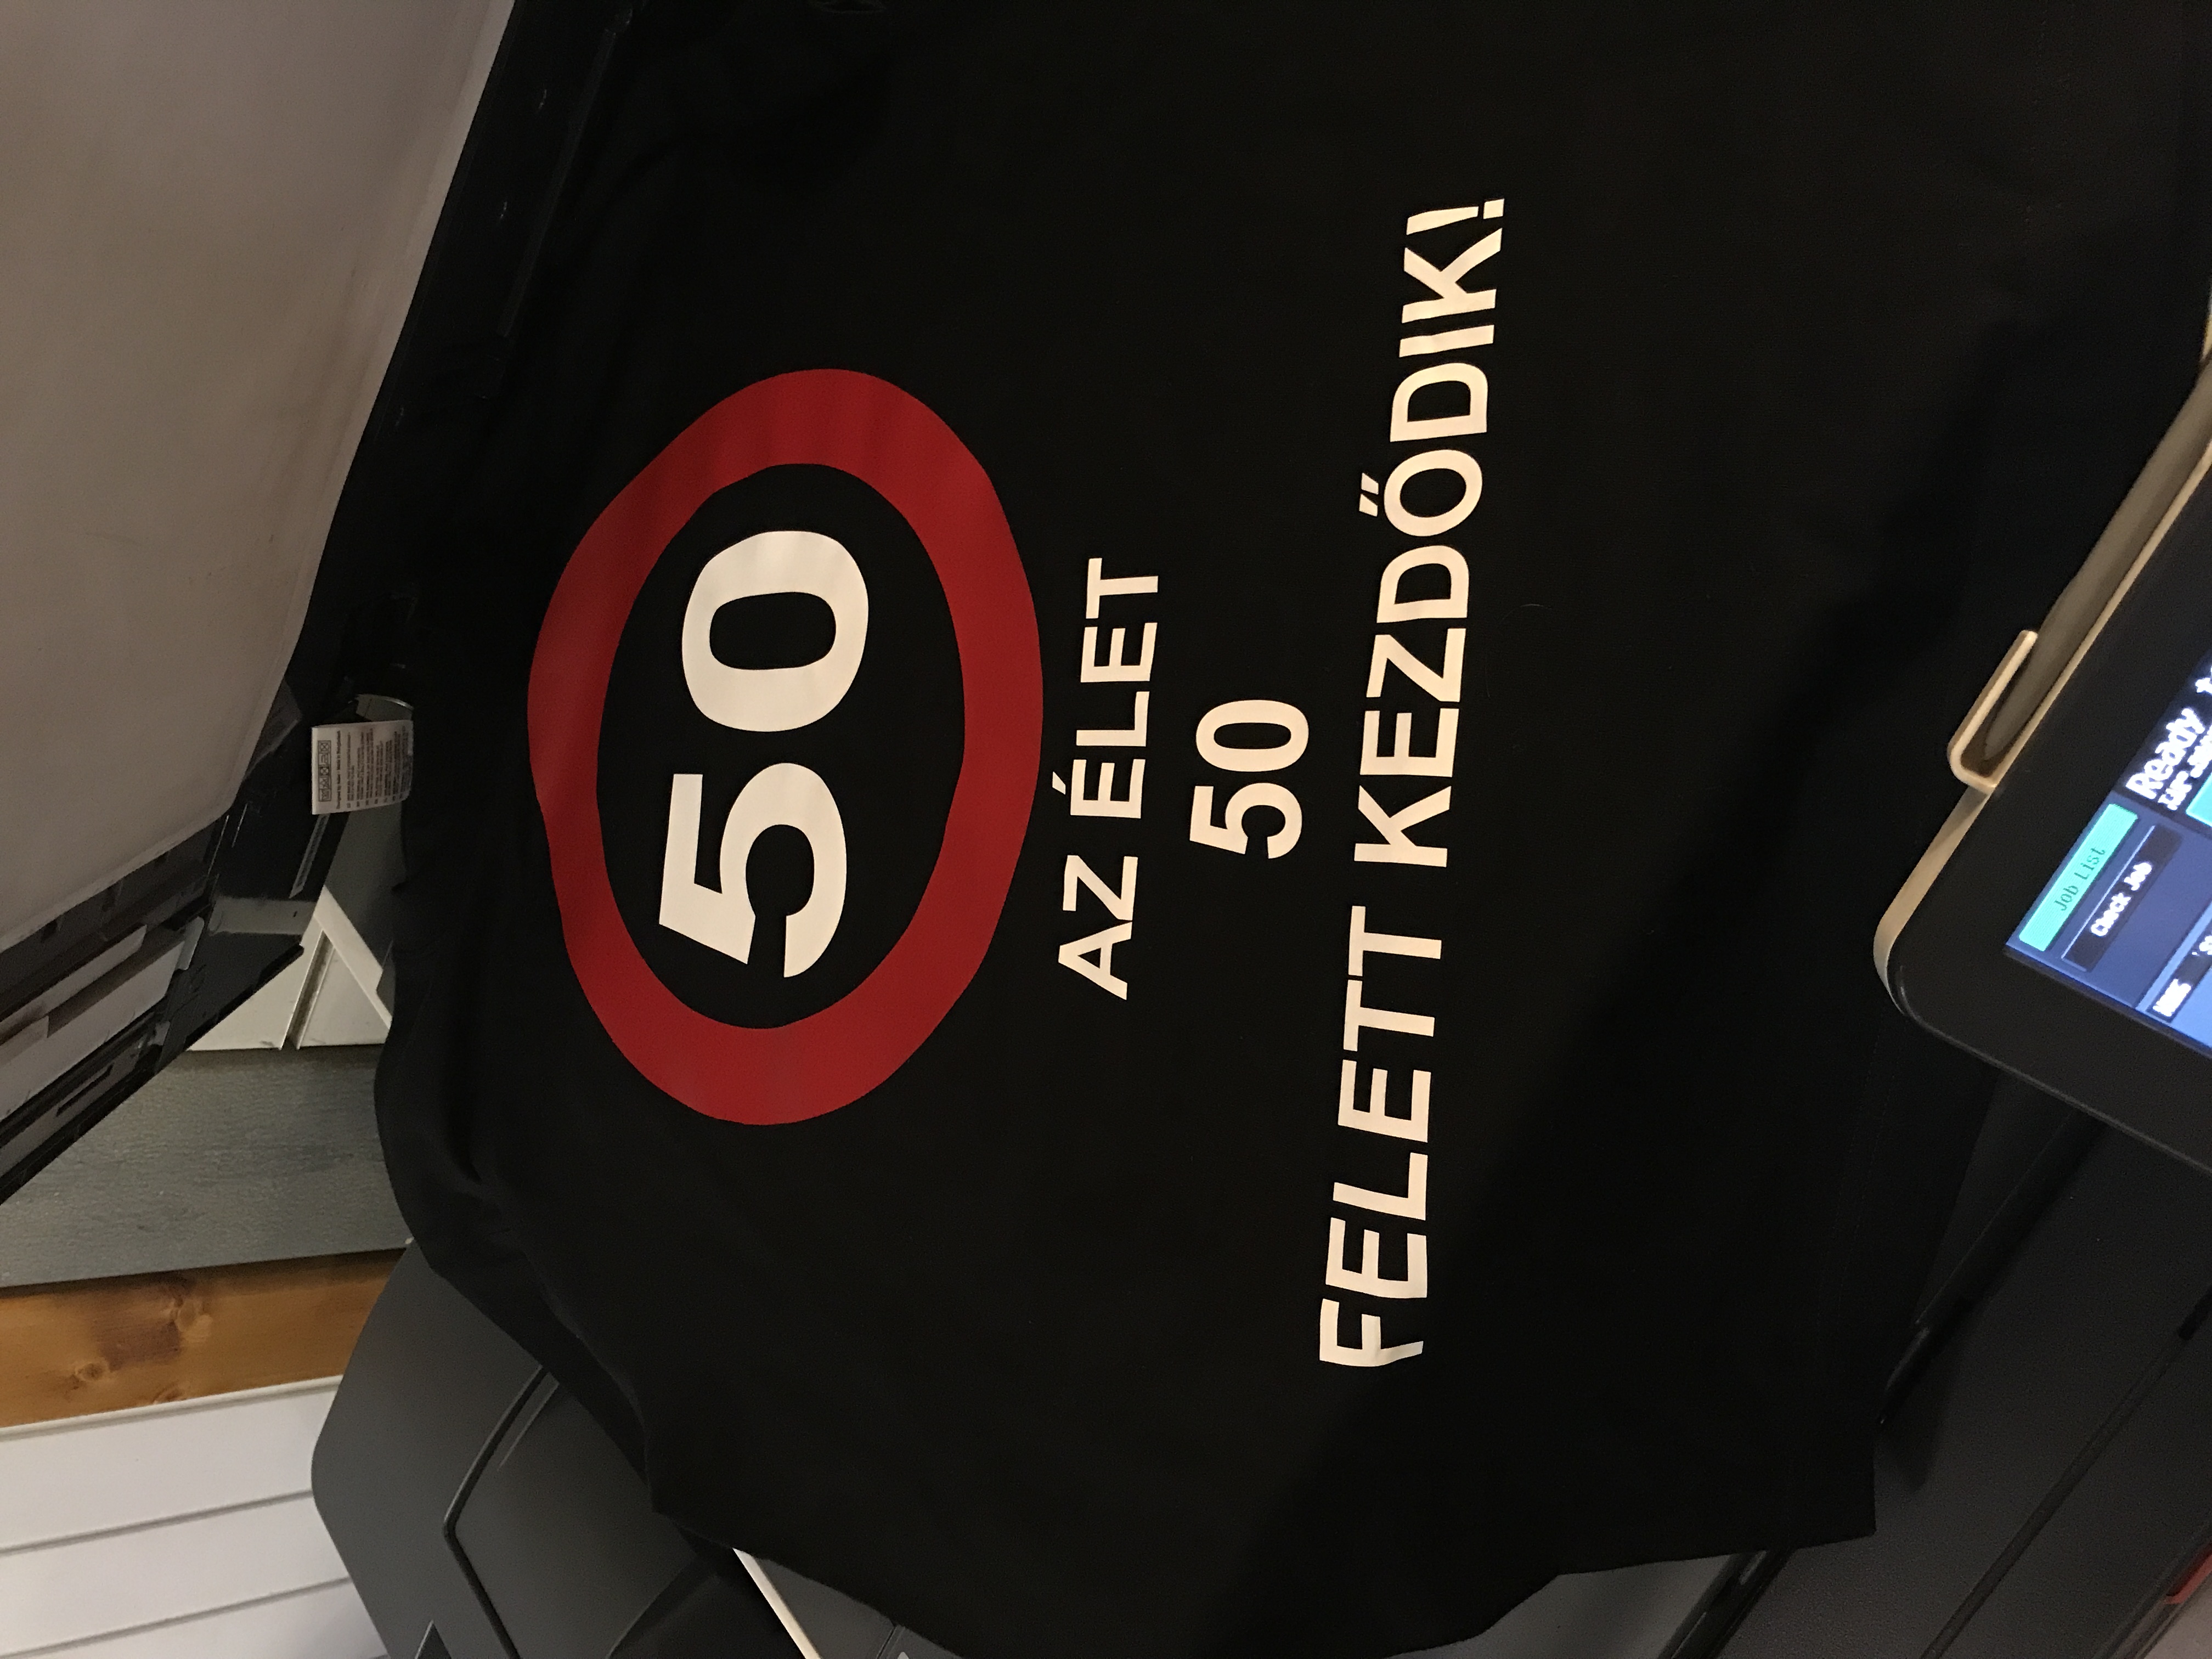 50
AZ ÉLET
50
FELETT KEZDŐDIK!
Ready
Job List
Check Job